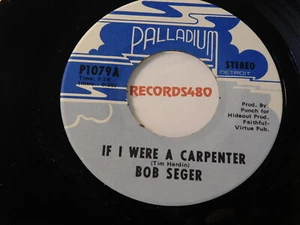 PALLADIUM
P1079A
STEREO
DETROIT
RECORDS480
Prod. By
Punch for
Hideout Prod.
Faithful-
Virtue Pub.
IF I WERE A CARPENTER
(Tim Hardin)
BOB SEGER